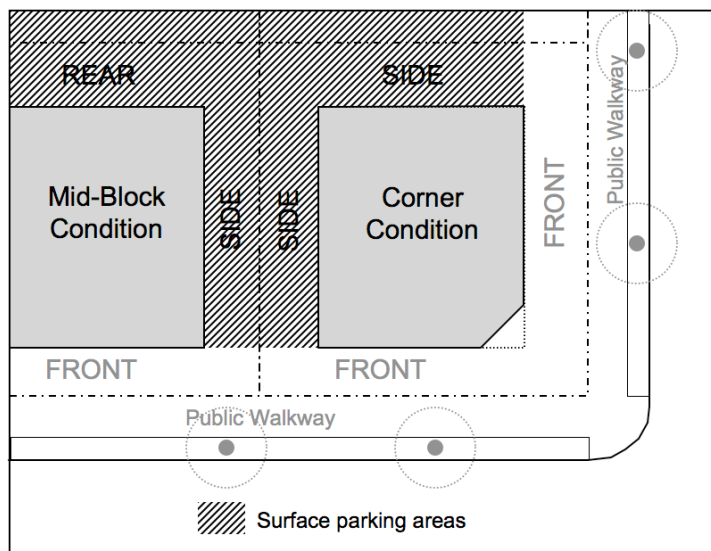 REAR
SIDE
Public Walkway
Mid-Block
Condition
SIDE
SIDE
Corner
Condition
FRONT
FRONT
FRONT
Public Walkway
Surface parking areas